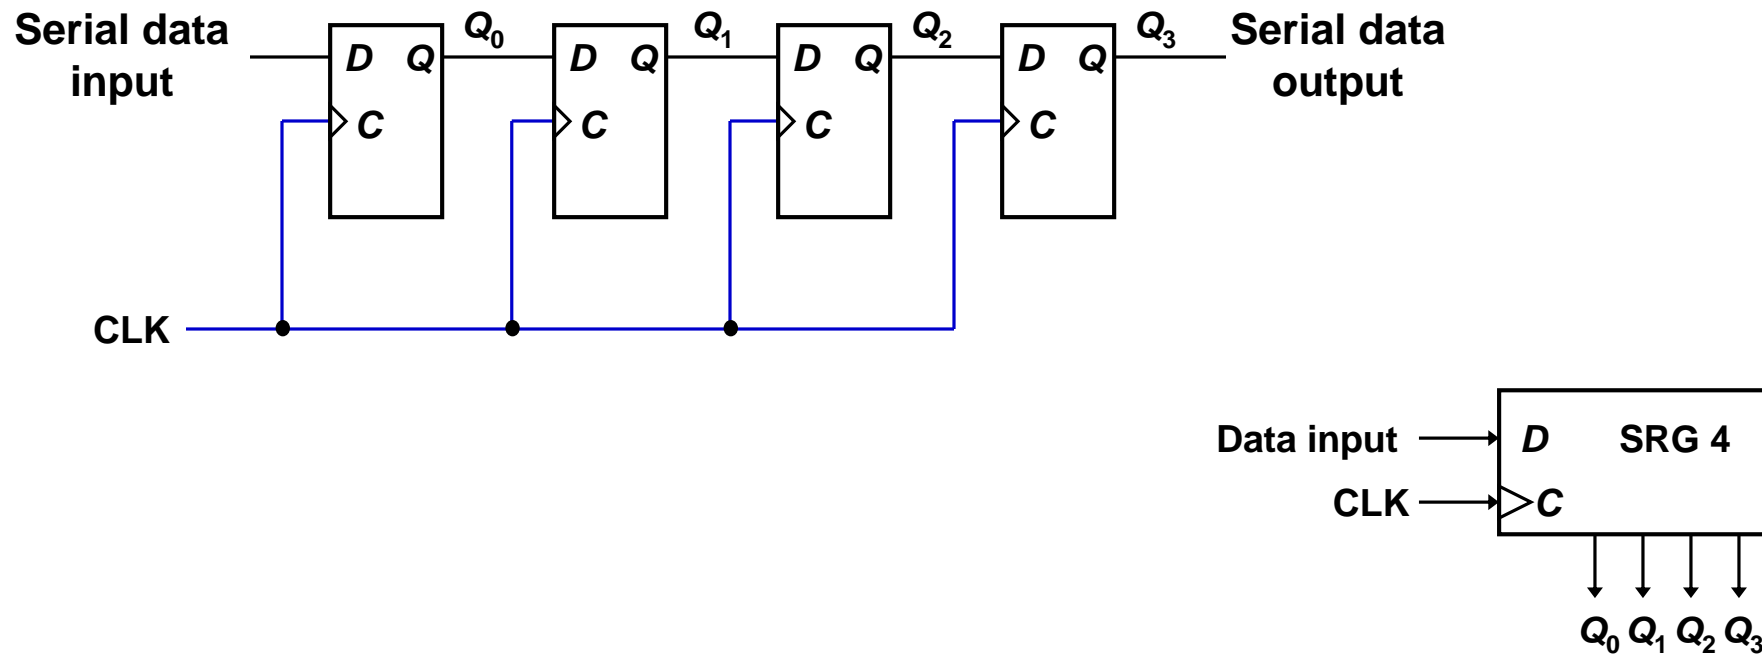 Serial data input
Q0 Q1 Q2 Q3
Serial data output
D Q D Q D Q D Q
C C C C
CLK
Data input D SRG 4
CLK C
Q0 Q1 Q2 Q3